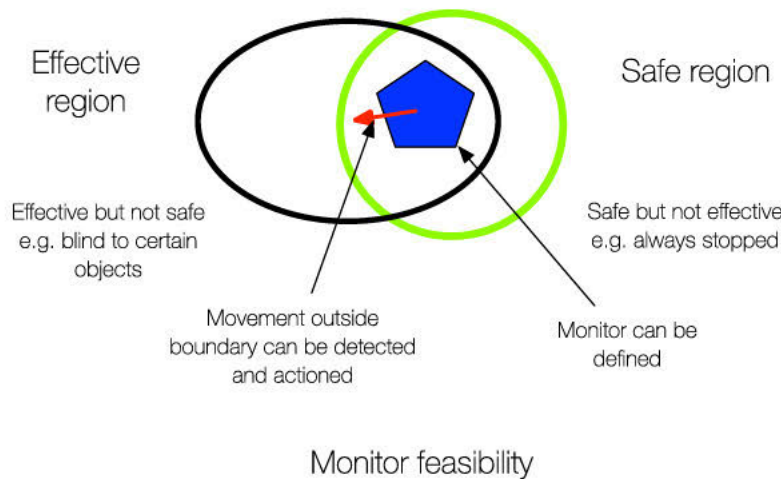 Effective
region
Safe region
Effective but not safe
e.g. blind to certain
objects
Safe but not effective
e.g. always stopped
Movement outside
boundary can be detected
and actioned
Monitor can be
defined
Monitor feasibility